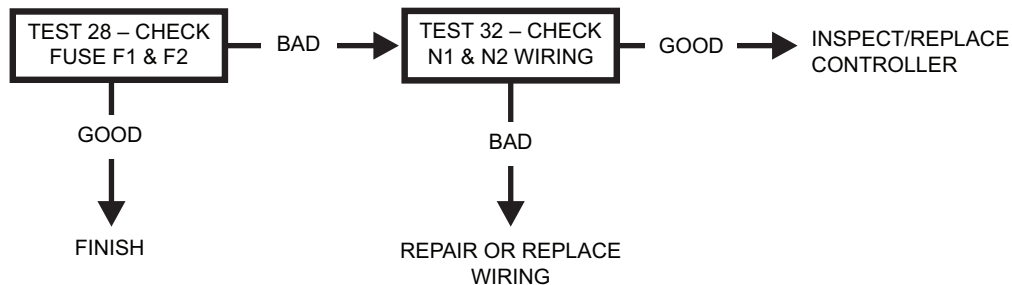 TEST 28 – CHECK
FUSE F1 & F2
BAD
TEST 32 – CHECK
N1 & N2 WIRING
GOOD
INSPECT/REPLACE
CONTROLLER
GOOD
BAD
FINISH
REPAIR OR REPLACE
WIRING